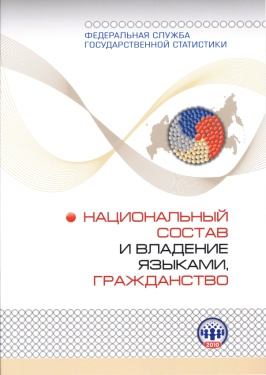 ФЕДЕРАЛЬНАЯ СЛУЖБА
ГОСУДАРСТВЕННОЙ СТАТИСТИКИ
НАЦИОНАЛЬНЫЙ
СОСТАВ
И ВЛАДЕНИЕ
ЯЗЫКАМИ,
ГРАЖДАНСТВО
2010